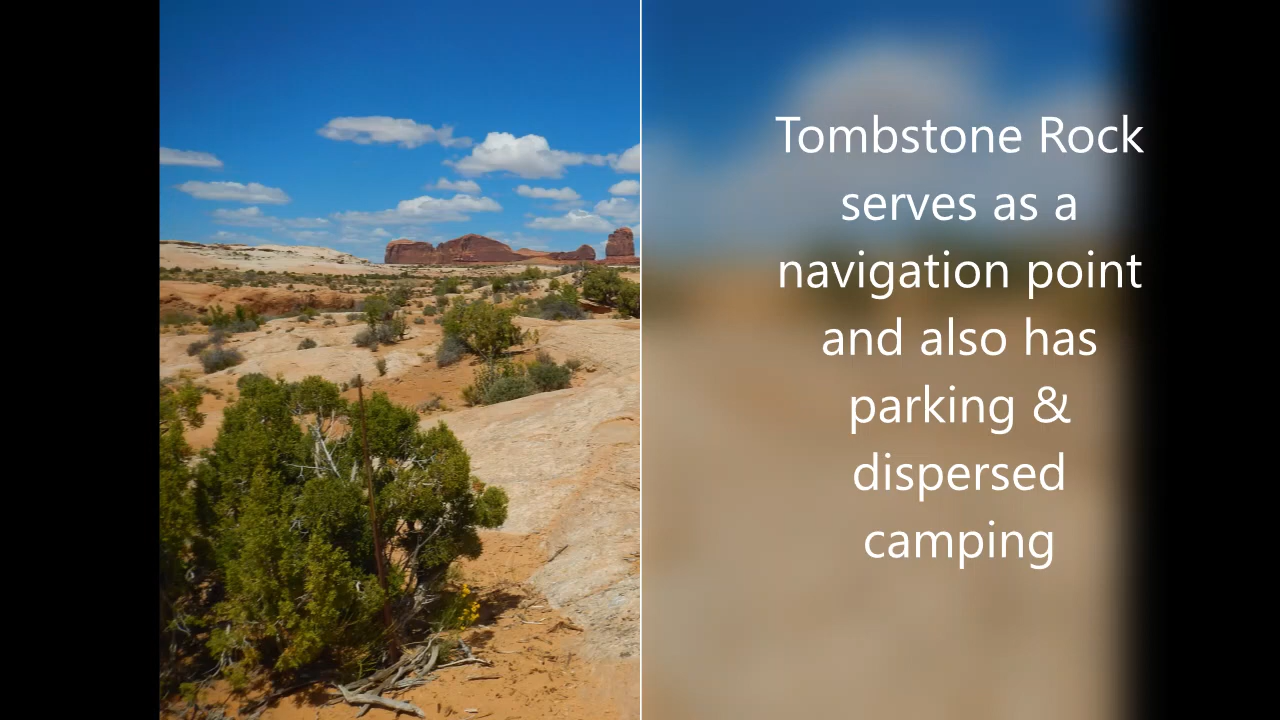 Tombstone Rock
serves as a
navigation point
and also has
parking &
dispersed
camping